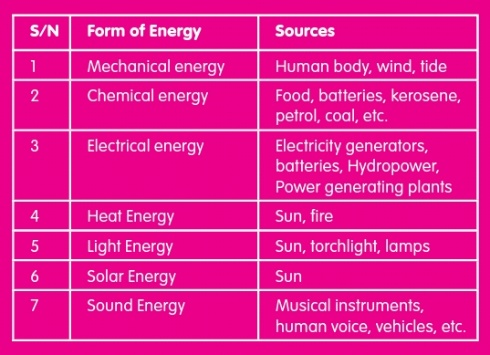 S/N Form of Energy Sources
1 Mechanical energy Human body, wind, tide
2 Chemical energy Food, batteries, kerosene,
petrol, coal, etc.
3 Electrical energy Electricity generators,
batteries, Hydropower,
Power generating plants
4 Heat Energy Sun, fire
5 Light Energy Sun, torchlight, lamps
6 Solar Energy Sun
7 Sound Energy Musical instruments,
human voice, vehicles, etc.